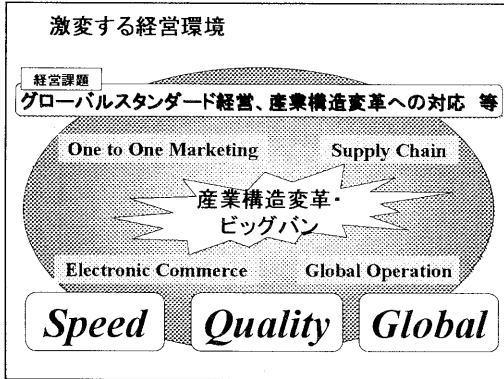 激変する経営環境
経営課題
グローバルスタンダード経営、産業構造変革への対応 等
One to One Marketing
Supply Chain
産業構造変革・
ビッグバン
Electronic Commerce
Global Operation
Speed
Quality
Global